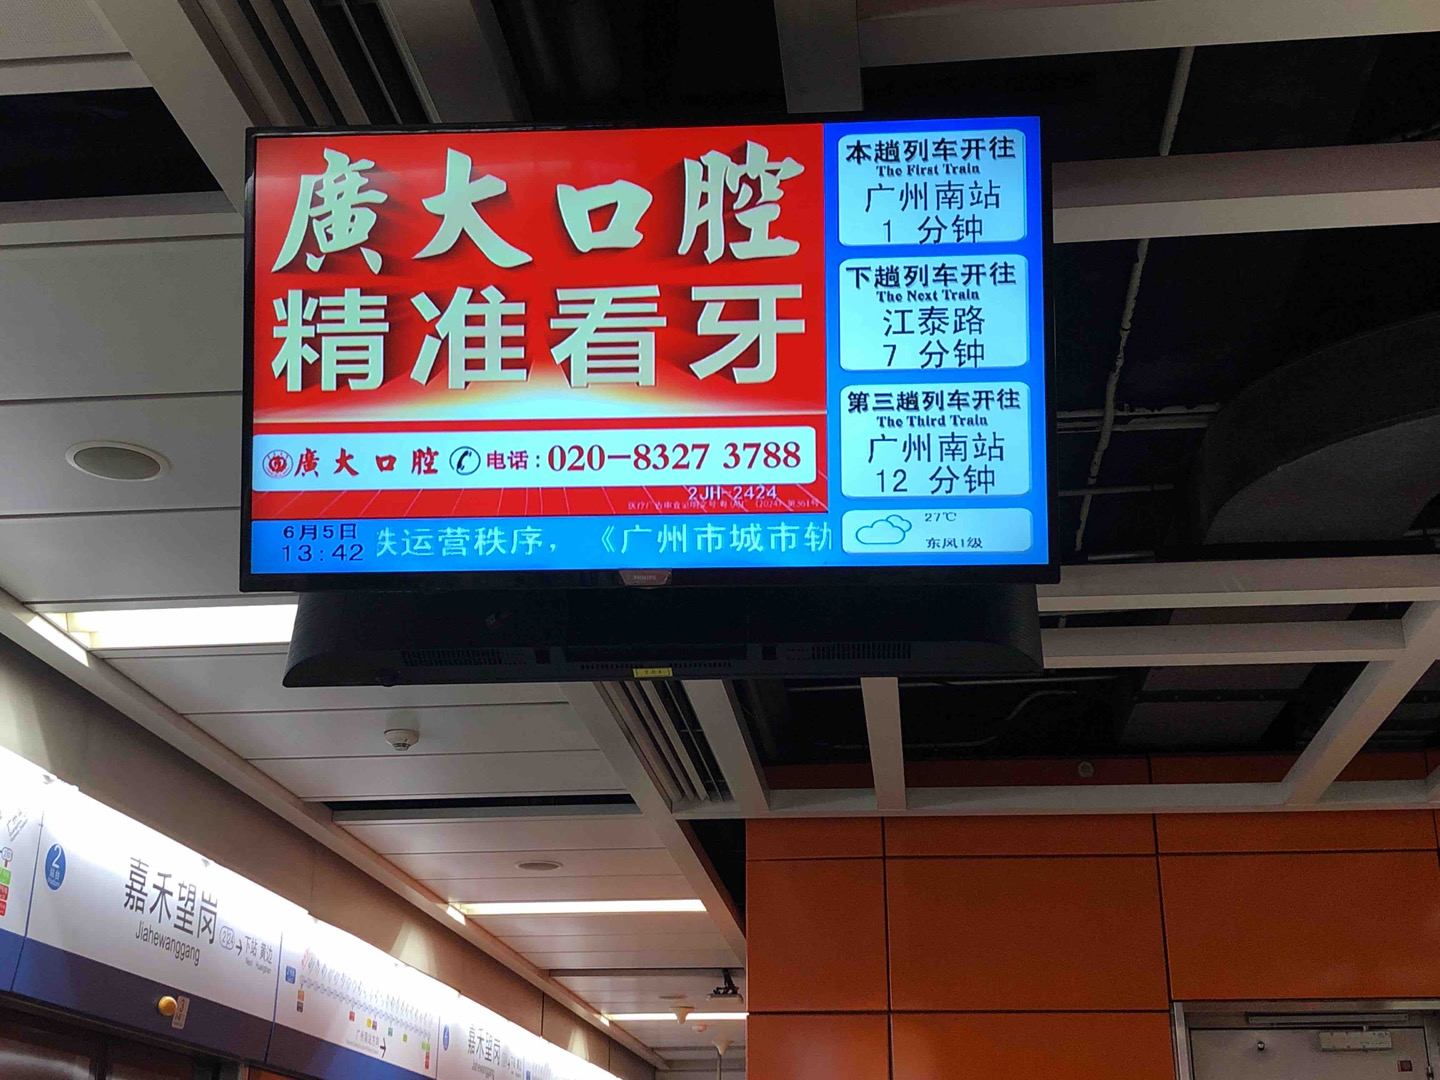 廣大口腔
精准看牙
廣大口腔 电话:020-8327 3788
2JH-2424
6月5日
13:42
运营秩序，《广州市城市轨
本趟列车开往
The First Train
广州南站
1 分钟
下趟列车开往
The Next Train
江泰路
7 分钟
第三趟列车开往
The Third Train
广州南站
12 分钟
27℃
东风1级
PHILIPS
2
嘉禾望岗
Jiahewanggang
下站 黄边
嘉禾望岗